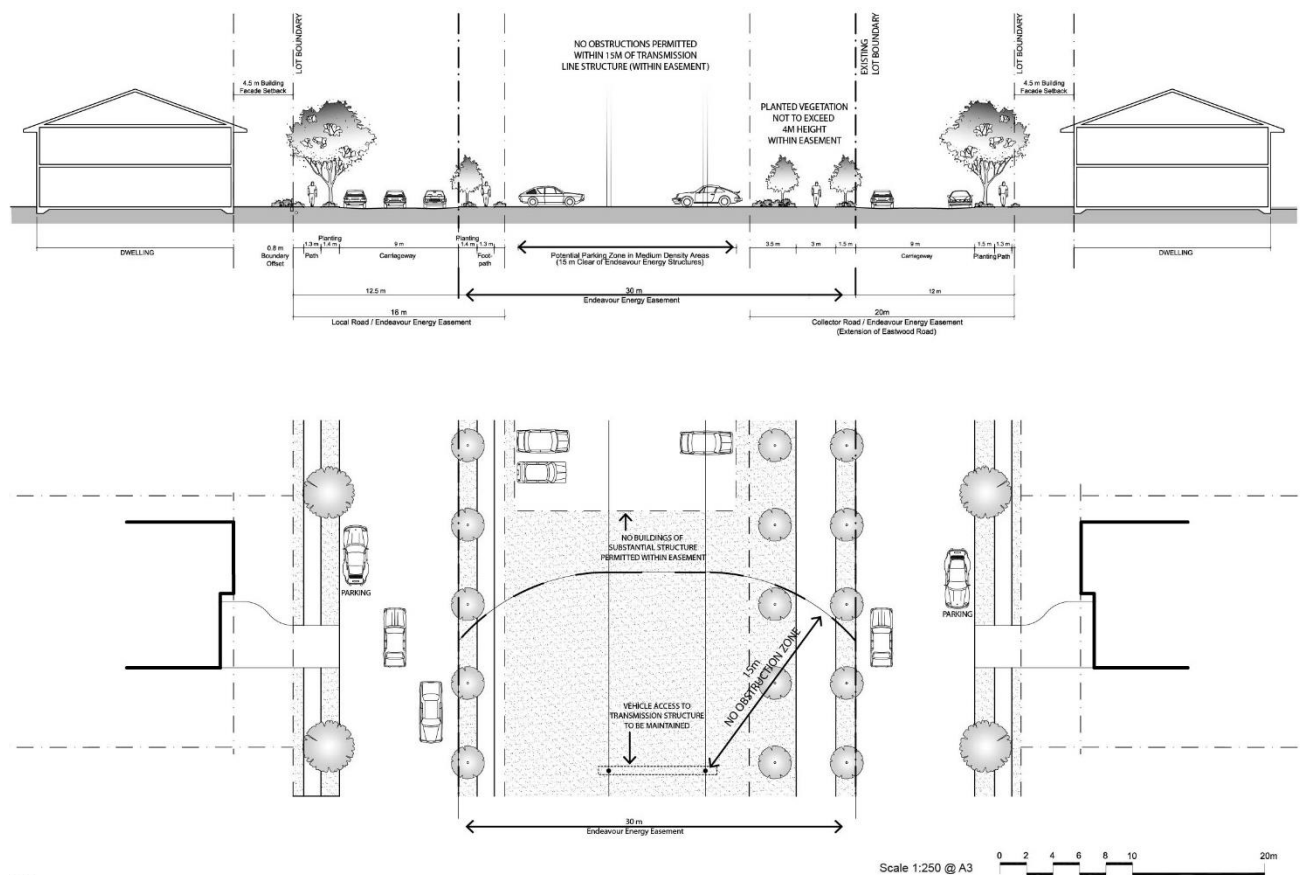 LOT BOUNDARY
NO OBSTRUCTIONS PERMITTED
WITHIN 15M OF TRANSMISSION
LINE STRUCTURE (WITHIN EASEMENT)
EXISTING
LOT BOUNDARY
LOT BOUNDARY
4.5 m Building
Facade Setback
4.5 m Building
Facade Setback
PLANTED VEGETATION
NOT TO EXCEED
4M HEIGHT
WITHIN EASEMENT
DWELLING
0.8 m
Boundary
Offset
1.3 m
Path
Planting
1.4 m
9 m
Carriageway
Planting
1.4 m
1.3 m
Foot-
path
Potential Parking Zone in Medium Density Areas
(15 m Clear of Endeavour Energy Structures)
3.5 m
3 m
1.5 m
9 m
Carriageway
1.5 m
Planting
1.3 m
Path
DWELLING
12.5 m
30 m
Endeavour Energy Easement
12 m
16 m
Local Road / Endeavour Energy Easement
20m
Collector Road / Endeavour Energy Easement
(Extension of Eastwood Road)
NO BUILDINGS OF
SUBSTANTIAL STRUCTURE
PERMITTED WITHIN EASEMENT
PARKING
PARKING
15m
NO OBSTRUCTION ZONE
VEHICLE ACCESS TO
TRANSMISSION STRUCTURE
TO BE MAINTAINED
30 m
Endeavour Energy Easement
Scale 1:250 @ A3
0 2 4 6 8 10 20m